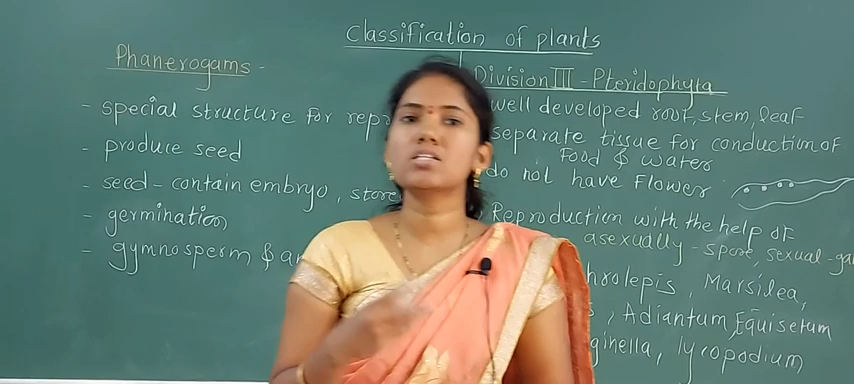 Classification of plants
Phanerogams -
- special structure for repr
- produce seed
- seed - contain embryo, store
- germination
- gymnosperm & an
Division III - Pteridophyta
well developed root, stem, leaf
separate tissue for conduction of
Food & water
do not have Flower
Reproduction with the help of
asexually - spore, sexual - ga
hrolepis, Marsilea,
s, Adiantum, Equisetum
ginella, lycopodium